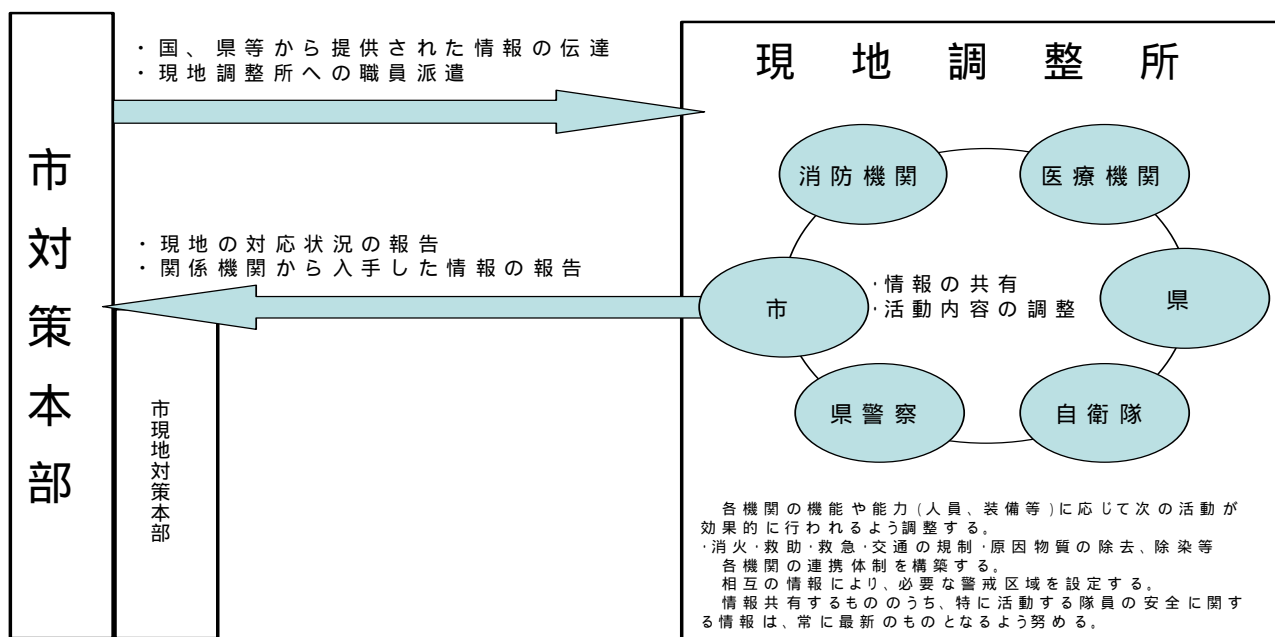 市対策本部
・国、県等から提供された情報の伝達
・現地調整所への職員派遣
・現地の対応状況の報告
・関係機関から入手した情報の報告
市現地対策本部
現地調整所
消防機関
医療機関
市
・情報の共有
・活動内容の調整
県
県警察
自衛隊
各機関の機能や能力(人員、装備等)に応じて次の活動が
効果的に行われるよう調整する。
・消火・救助・救急・交通の規制・原因物質の除去、除染等
各機関の連携体制を構築する。
相互の情報により、必要な警戒区域を設定する。
情報共有するもののうち、特に活動する隊員の安全に関す
る情報は、常に最新のものとなるよう努める。